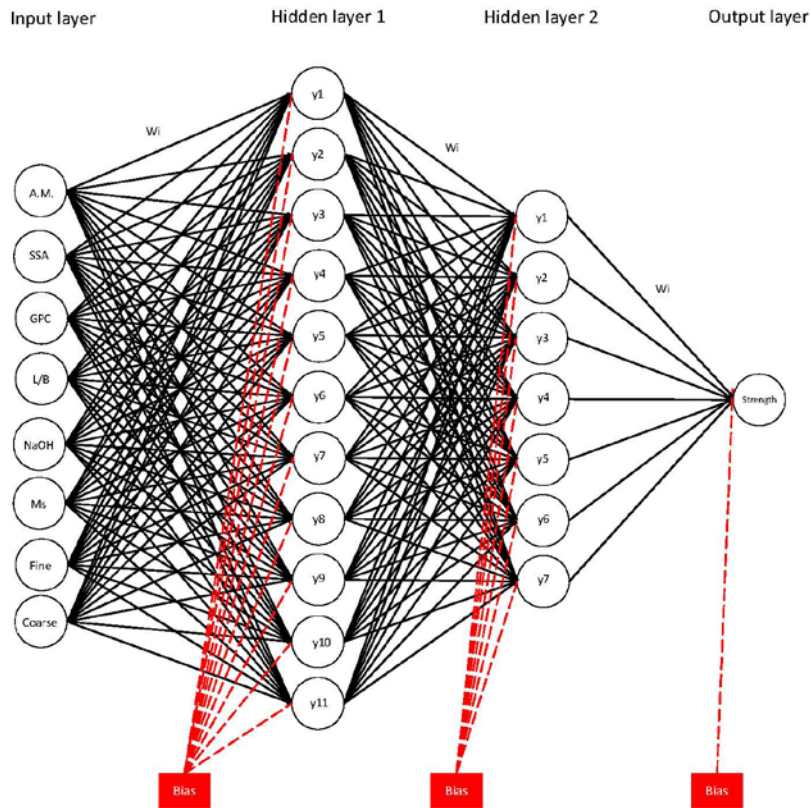 Input layer
Hidden layer 1
Hidden layer 2
Output layer
Wi
Wi
Wi
A.M.
SSA
GPC
L/B
NaOH
Ms
Fine
Coarse
y1
y2
y3
y4
y5
y6
y7
y8
y9
y10
y11
y1
y2
y3
y4
y5
y6
y7
Strength
Bias
Bias
Bias